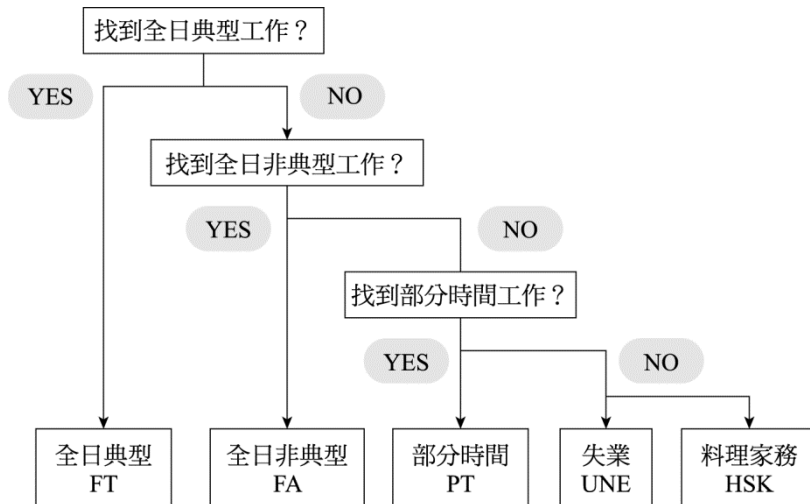 找到全日典型工作？
YES
NO
找到全日非典型工作？
YES
NO
找到部分時間工作？
YES
NO
全日典型
FT
全日非典型
FA
部分時間
PT
失業
UNE
料理家務
HSK